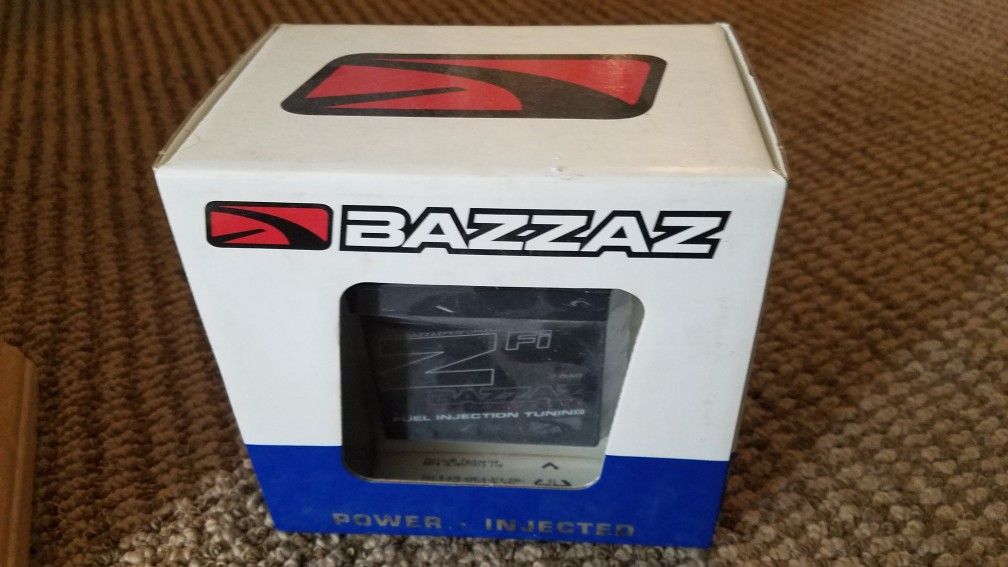 BAZZAZ
Z Fi
BAZZAZ
FUEL INJECTION TUNING
POWER - INJECTED